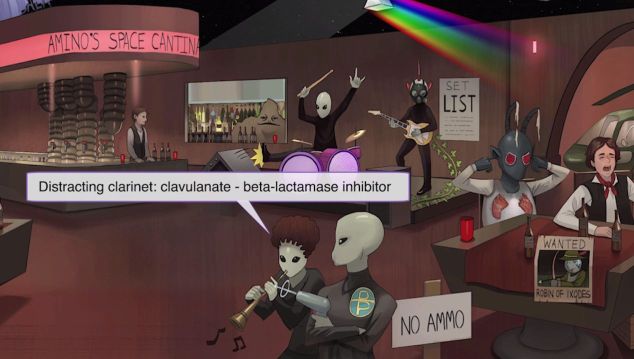 AMINO'S SPACE CANTINA
SET
LIST
Distracting clarinet: clavulanate - beta-lactamase inhibitor
WANTED
ROBIN OF IXODES
NO AMMO